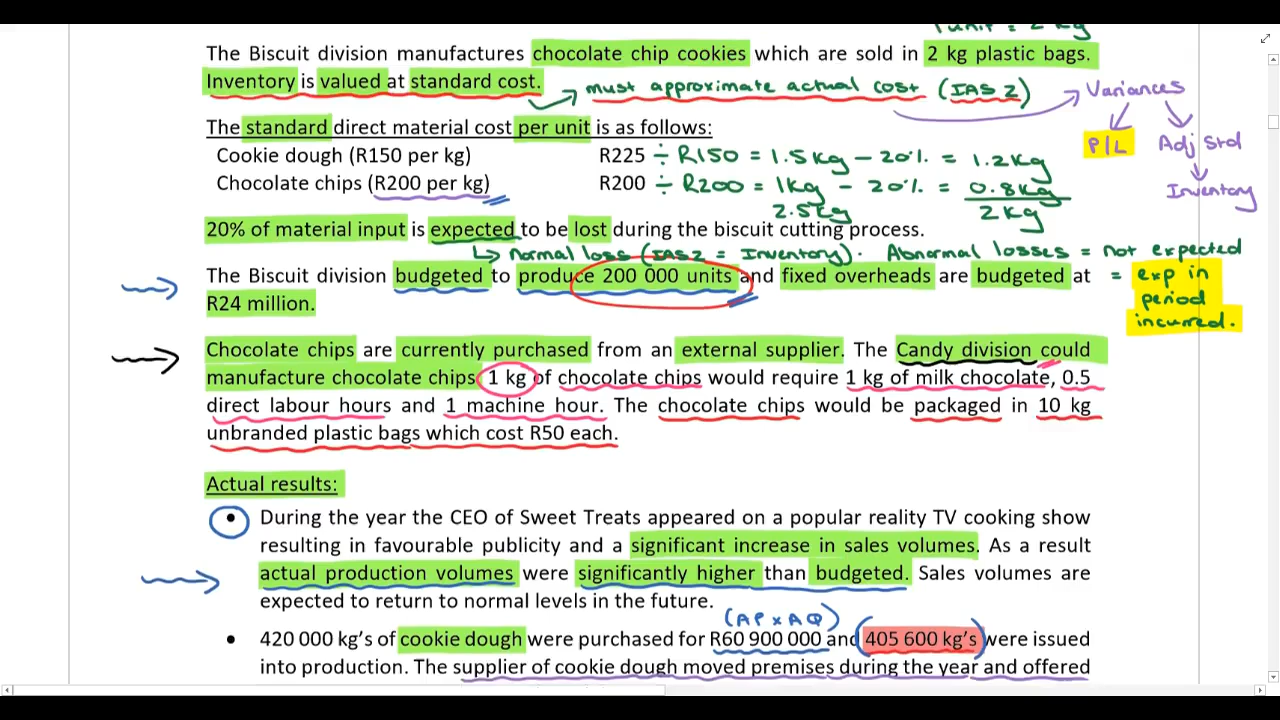 1 unit = 2 kg
The Biscuit division manufactures chocolate chip cookies which are sold in 2 kg plastic bags.
Inventory is valued at standard cost.
must approximate actual cost (IAS 2)
Variances
P/L
Adj Std
Inventory
The standard direct material cost per unit is as follows:
Cookie dough (R150 per kg) R225 ÷ R150 = 1.5kg - 20% = 1.2kg
Chocolate chips (R200 per kg) R200 ÷ R200 = 1kg - 20% = 0.8kg
2.5kg 2kg
20% of material input is expected to be lost during the biscuit cutting process.
normal loss (IAS2 = Inventory). Abnormal losses = not expected
= exp in
period
incurred.
The Biscuit division budgeted to produce 200 000 units and fixed overheads are budgeted at
R24 million.
Chocolate chips are currently purchased from an external supplier. The Candy division could
manufacture chocolate chips. 1 kg of chocolate chips would require 1 kg of milk chocolate, 0.5
direct labour hours and 1 machine hour. The chocolate chips would be packaged in 10 kg
unbranded plastic bags which cost R50 each.
Actual results:
• During the year the CEO of Sweet Treats appeared on a popular reality TV cooking show
resulting in favourable publicity and a significant increase in sales volumes. As a result
actual production volumes were significantly higher than budgeted. Sales volumes are
expected to return to normal levels in the future.
(AP x AQ)
• 420 000 kg's of cookie dough were purchased for R60 900 000 and (405 600 kg's) were issued
into production. The supplier of cookie dough moved premises during the year and offered